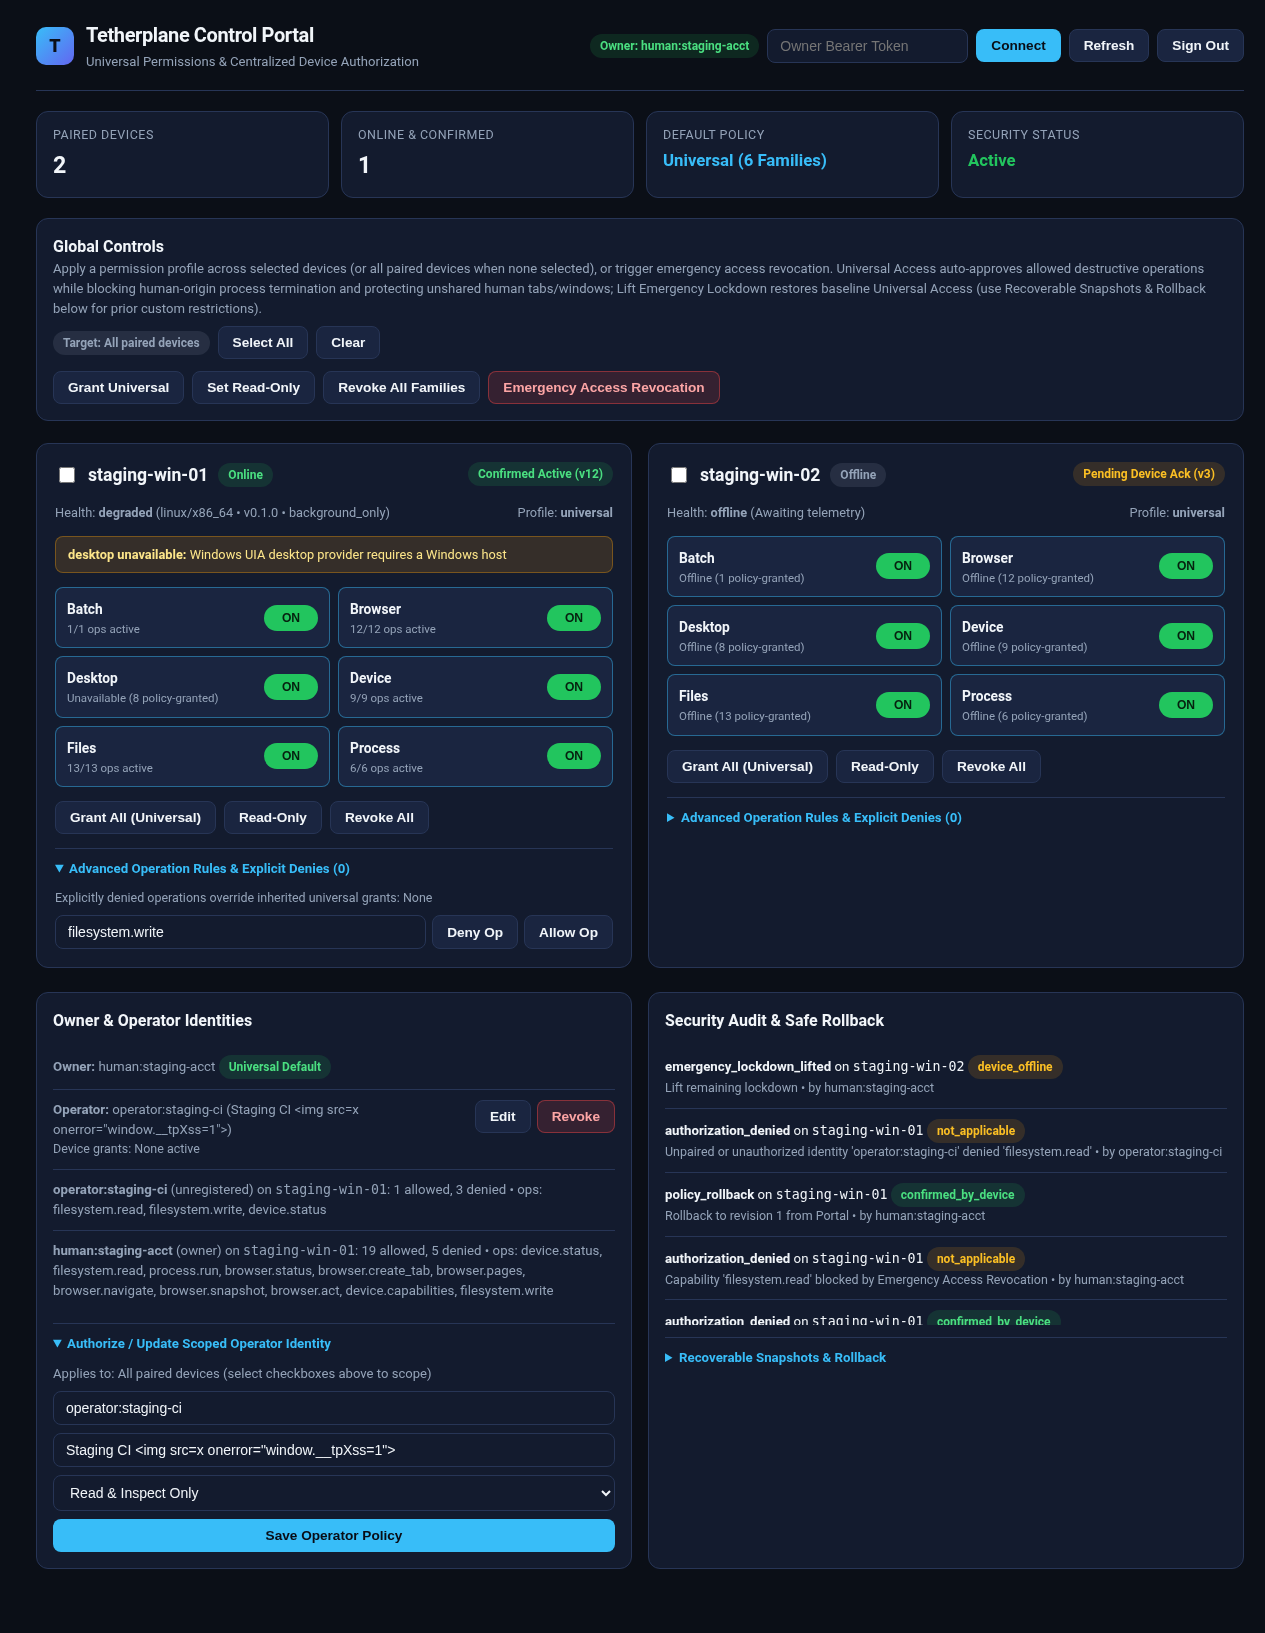 T
Tetherplane Control Portal
Universal Permissions & Centralized Device Authorization
Owner: human:staging-acct
Owner Bearer Token
Connect
Refresh
Sign Out
PAIRED DEVICES
2
ONLINE & CONFIRMED
1
DEFAULT POLICY
Universal (6 Families)
SECURITY STATUS
Active
Global Controls
Apply a permission profile across selected devices (or all paired devices when none selected), or trigger emergency access revocation. Universal Access auto-approves allowed destructive operations
while blocking human-origin process termination and protecting unshared human tabs/windows; Lift Emergency Lockdown restores baseline Universal Access (use Recoverable Snapshots & Rollback
below for prior custom restrictions).
Target: All paired devices
Select All
Clear
Grant Universal
Set Read-Only
Revoke All Families
Emergency Access Revocation
staging-win-01
Online
Confirmed Active (v12)
Health: degraded (linux/x86_64 • v0.1.0 • background_only)
Profile: universal
desktop unavailable: Windows UIA desktop provider requires a Windows host
Batch
1/1 ops active
ON
Browser
12/12 ops active
ON
Desktop
Unavailable (8 policy-granted)
ON
Device
9/9 ops active
ON
Files
13/13 ops active
ON
Process
6/6 ops active
ON
Grant All (Universal)
Read-Only
Revoke All
▼ Advanced Operation Rules & Explicit Denies (0)
Explicitly denied operations override inherited universal grants: None
filesystem.write
Deny Op
Allow Op
staging-win-02
Offline
Pending Device Ack (v3)
Health: offline (Awaiting telemetry)
Profile: universal
Batch
Offline (1 policy-granted)
ON
Browser
Offline (12 policy-granted)
ON
Desktop
Offline (8 policy-granted)
ON
Device
Offline (9 policy-granted)
ON
Files
Offline (13 policy-granted)
ON
Process
Offline (6 policy-granted)
ON
Grant All (Universal)
Read-Only
Revoke All
▶ Advanced Operation Rules & Explicit Denies (0)
Owner & Operator Identities
Owner: human:staging-acct Universal Default
Operator: operator:staging-ci (Staging CI <img src=x
onerror="window.__tpXss=1">)
Device grants: None active
Edit
Revoke
operator:staging-ci (unregistered) on staging-win-01: 1 allowed, 3 denied • ops:
filesystem.read, filesystem.write, device.status
human:staging-acct (owner) on staging-win-01: 19 allowed, 5 denied • ops: device.status,
filesystem.read, process.run, browser.status, browser.create_tab, browser.pages,
browser.navigate, browser.snapshot, browser.act, device.capabilities, filesystem.write
▼ Authorize / Update Scoped Operator Identity
Applies to: All paired devices (select checkboxes above to scope)
operator:staging-ci
Staging CI <img src=x onerror="window.__tpXss=1">
Read & Inspect Only
Save Operator Policy
Security Audit & Safe Rollback
emergency_lockdown_lifted on staging-win-02 device_offline
Lift remaining lockdown • by human:staging-acct
authorization_denied on staging-win-01 not_applicable
Unpaired or unauthorized identity 'operator:staging-ci' denied 'filesystem.read' • by operator:staging-ci
policy_rollback on staging-win-01 confirmed_by_device
Rollback to revision 1 from Portal • by human:staging-acct
authorization_denied on staging-win-01 not_applicable
Capability 'filesystem.read' blocked by Emergency Access Revocation • by human:staging-acct
authorization_denied on staging-win-01 confirmed_by_device
▶ Recoverable Snapshots & Rollback